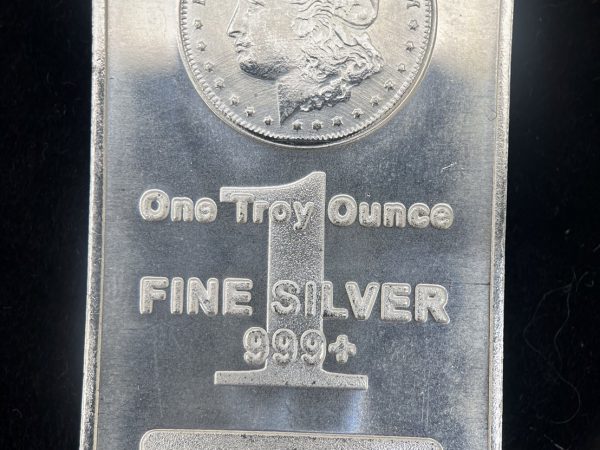 One Troy Ounce
1
FINE SILVER
999+